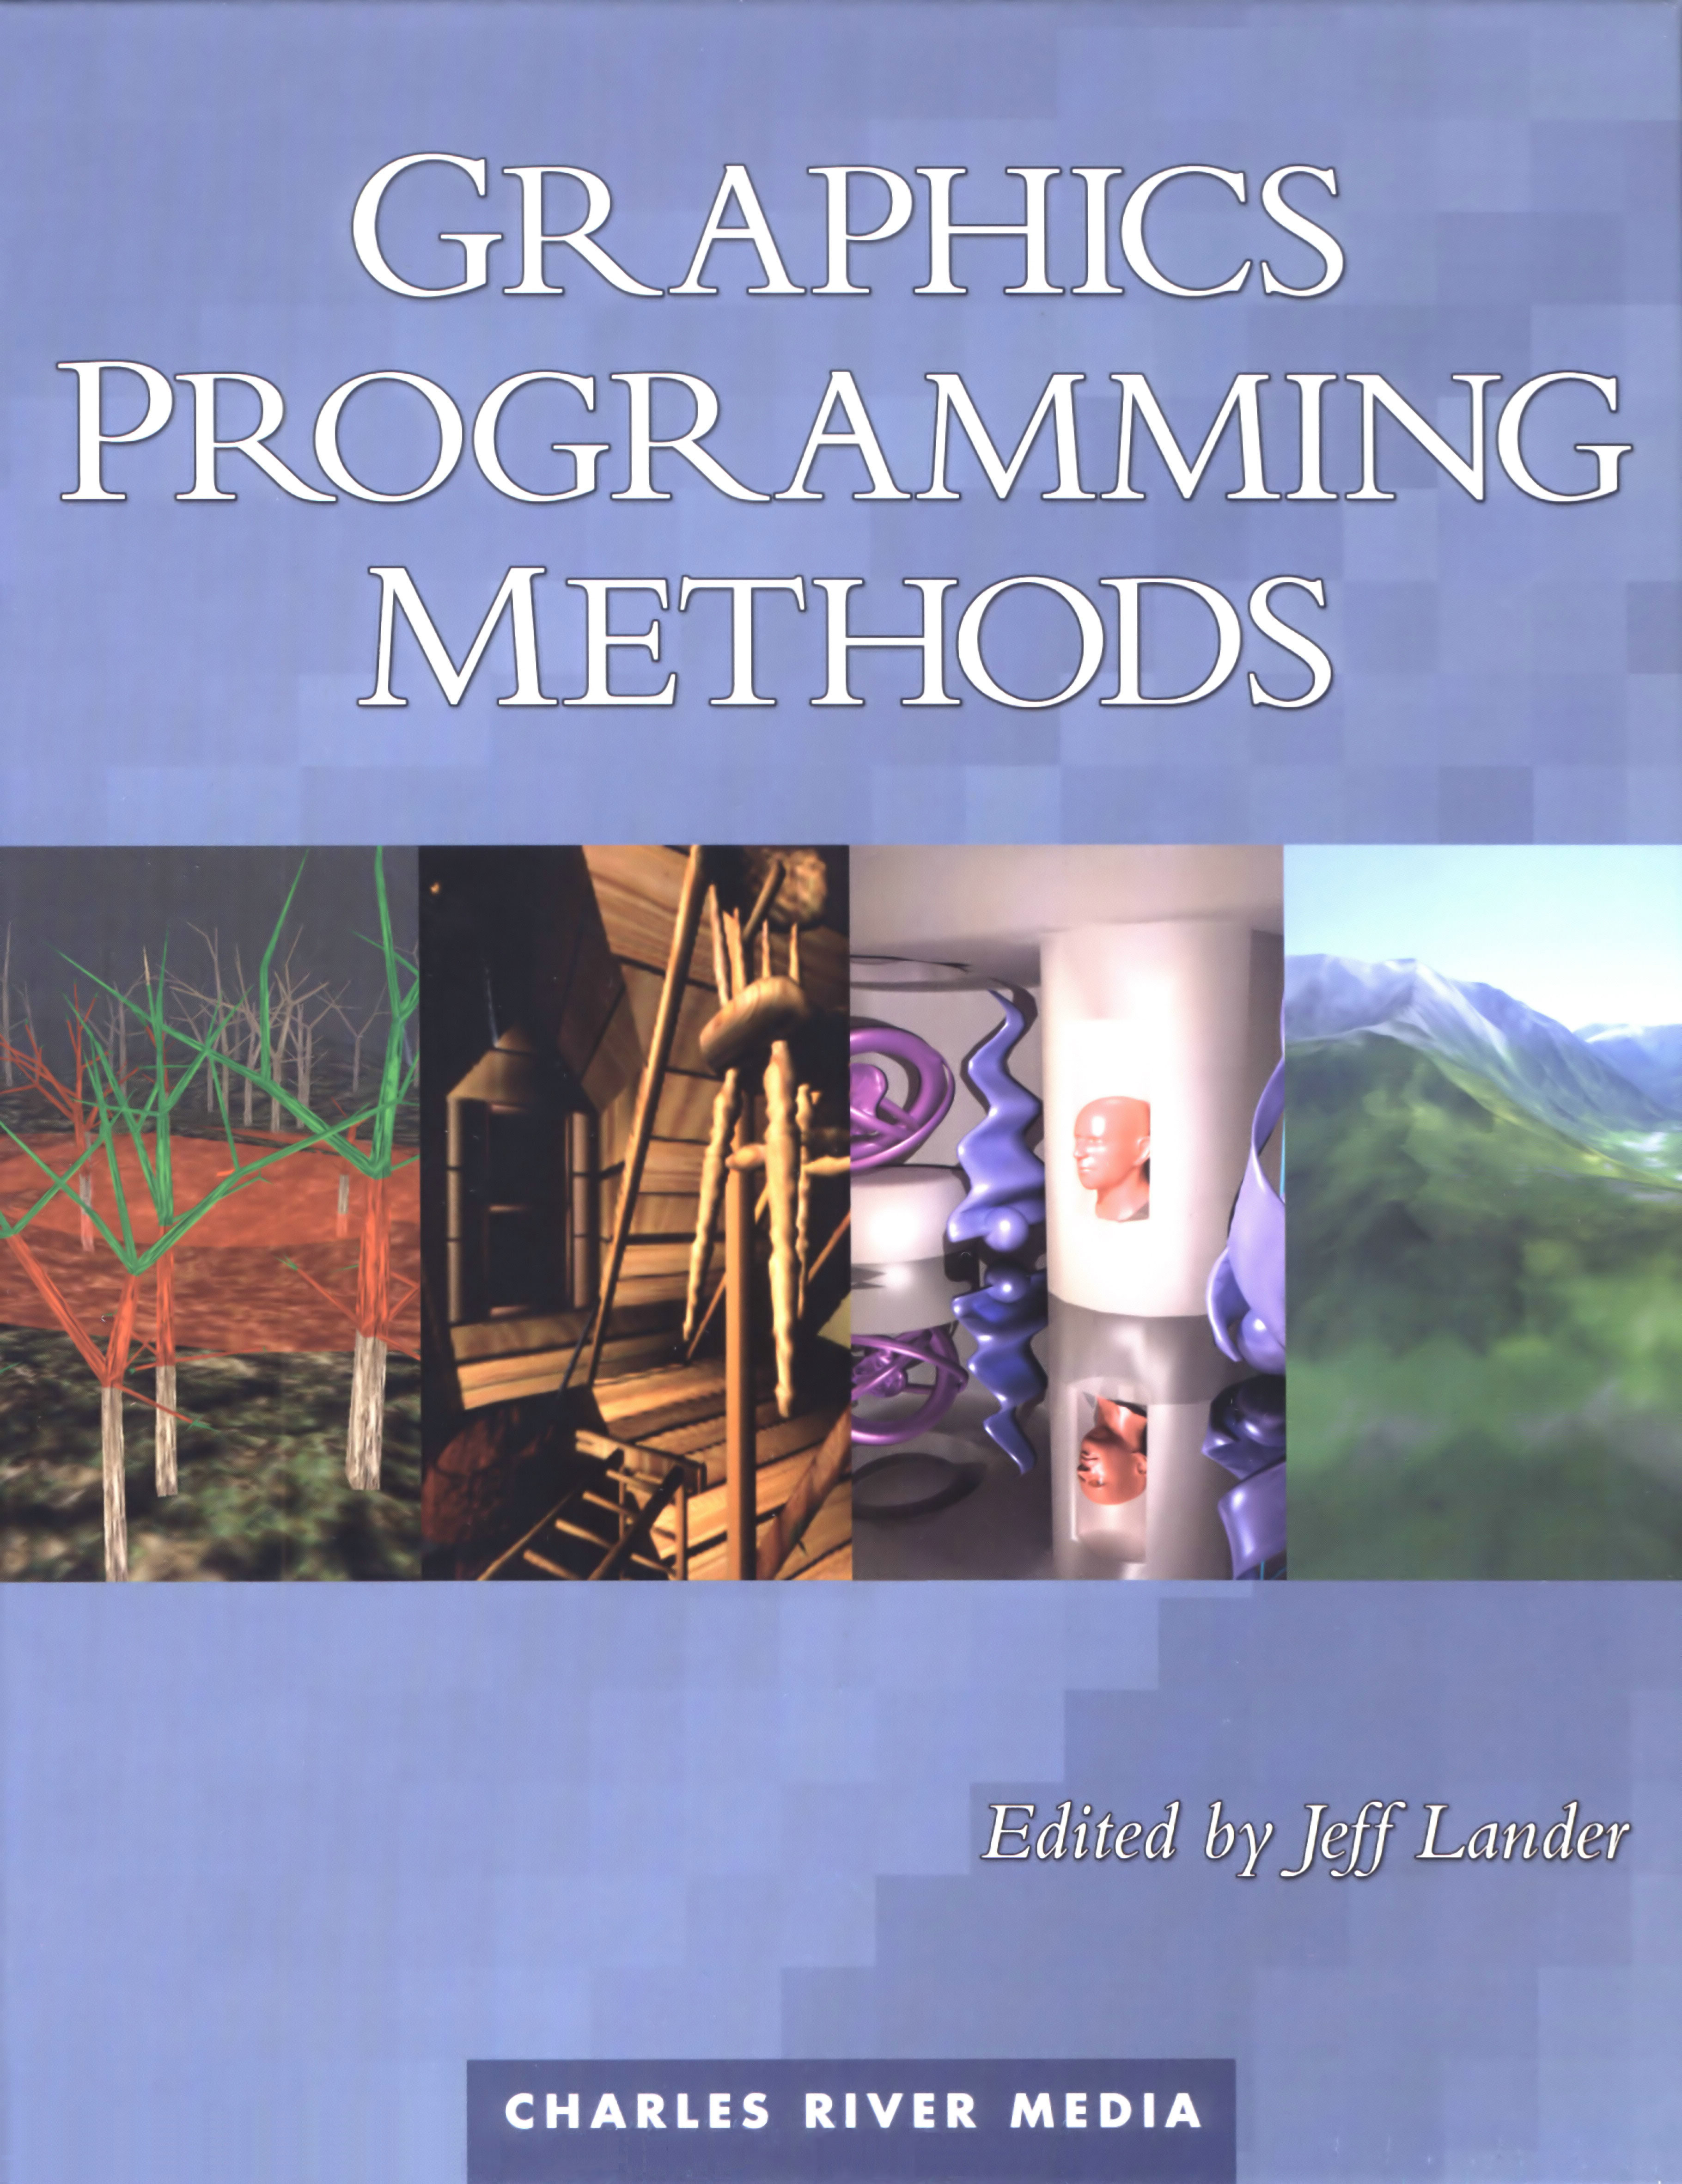 GRAPHICS
PROGRAMMING
METHODS
Edited by Jeff Lander
CHARLES RIVER MEDIA